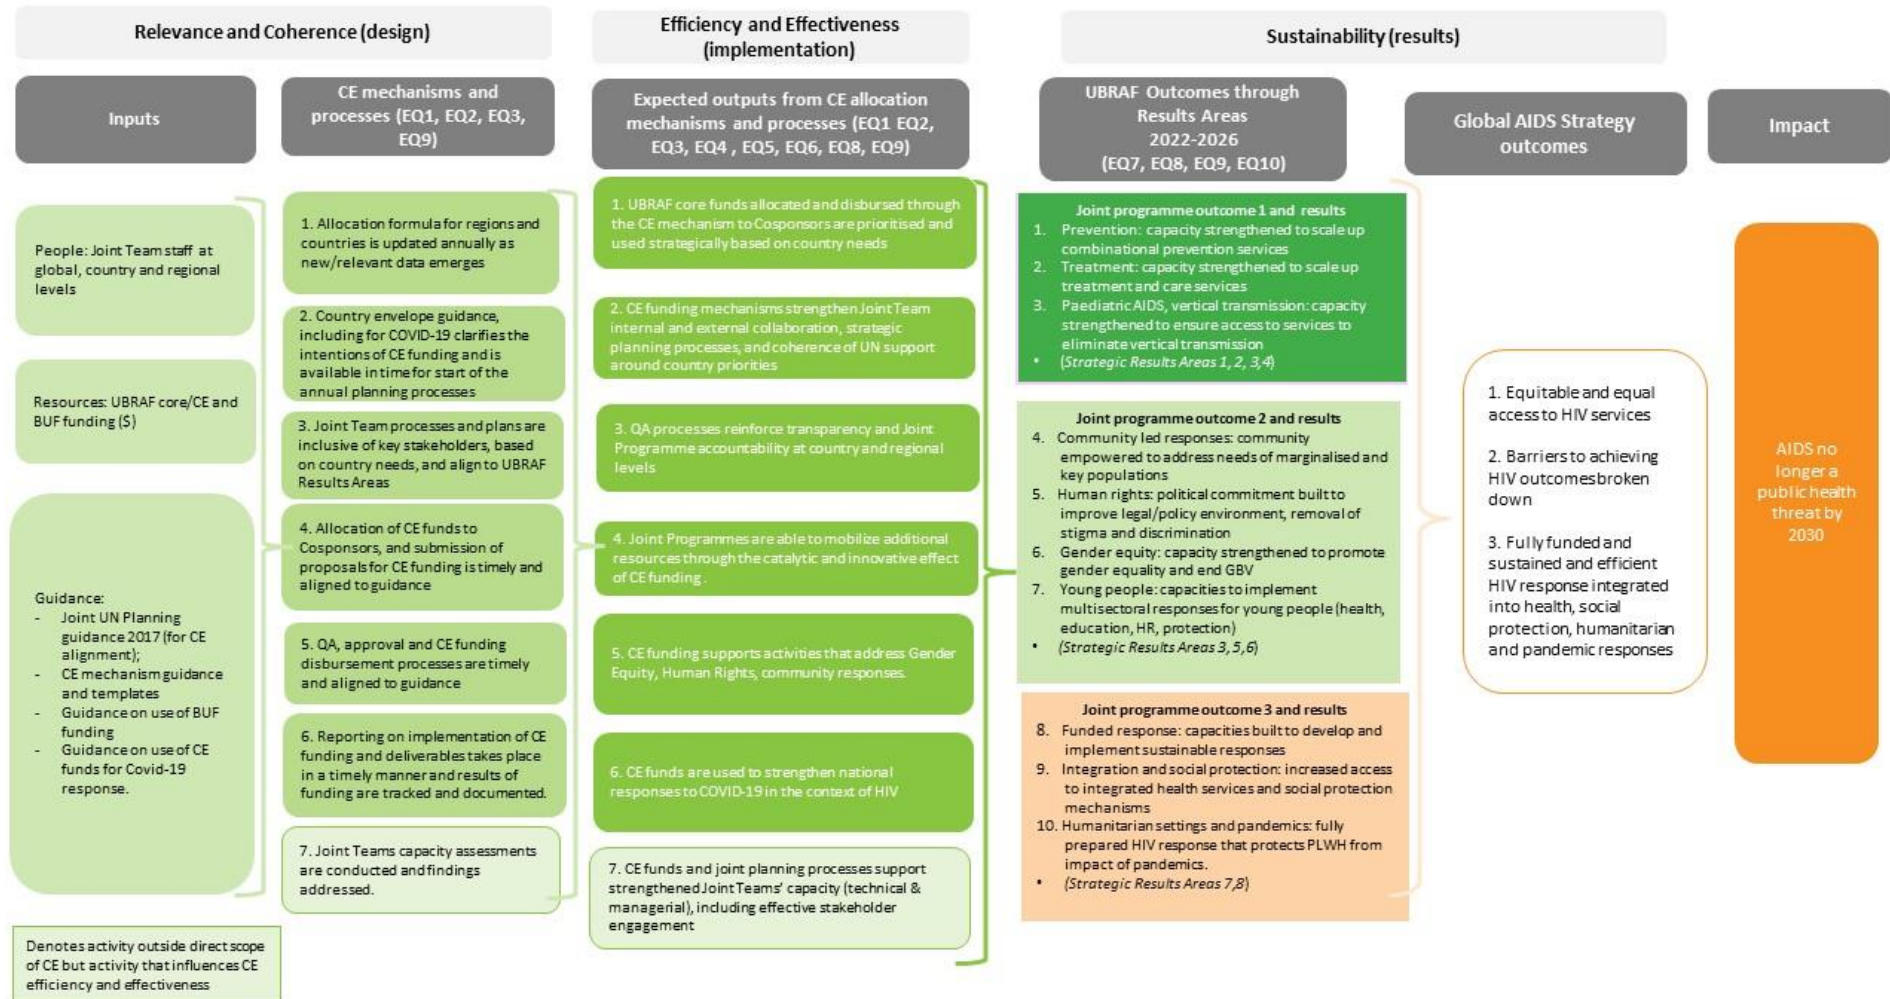 Relevance and Coherence (design)
Efficiency and Effectiveness
(implementation)
Sustainability (results)
Inputs
CE mechanisms and
processes (EQ1, EQ2, EQ3,
EQ9)
Expected outputs from CE allocation
mechanisms and processes (EQ1 EQ2,
EQ3, EQ4 , EQ5, EQ6, EQ8, EQ9)
UBRAF Outcomes through
Results Areas
2022-2026
(EQ7, EQ8, EQ9, EQ10)
Global AIDS Strategy
outcomes
Impact
People: Joint Team staff at
global, country and regional
levels
Resources: UBRAF core/CE and
BUF funding ($)
Guidance:
- Joint UN Planning
guidance 2017 (for CE
alignment);
- CE mechanism guidance
and templates
- Guidance on use of BUF
funding
- Guidance on use of CE
funds for Covid-19
response.
Denotes activity outside direct scope
of CE but activity that influences CE
efficiency and effectiveness
1. Allocation formula for regions and
countries is updated annually as
new/relevant data emerges
2. Country envelope guidance,
including for COVID-19 clarifies the
intentions of CE funding and is
available in time for start of the
annual planning processes
3. Joint Team processes and plans are
inclusive of key stakeholders, based
on country needs, and align to UBRAF
Results Areas
4. Allocation of CE funds to
Cosponsors, and submission of
proposals for CE funding is timely and
aligned to guidance
5. QA, approval and CE funding
disbursement processes are timely
and aligned to guidance
6. Reporting on implementation of CE
funding and deliverables takes place
in a timely manner and results of
funding are tracked and documented.
7. Joint Teams capacity assessments
are conducted and findings
addressed.
1. UBRAF core funds allocated and disbursed through
the CE mechanism to Cosponsors are prioritised and
used strategically based on country needs
2. CE funding mechanisms strengthen Joint Team
internal and external collaboration, strategic
planning processes, and coherence of UN support
around country priorities
3. QA processes reinforce transparency and Joint
Programme accountability at country and regional
levels
4. Joint Programmes are able to mobilize additional
resources through the catalytic and innovative effect
of CE funding .
5. CE funding supports activities that address Gender
Equity, Human Rights, community responses.
6. CE funds are used to strengthen national
responses to COVID-19 in the context of HIV
7. CE funds and joint planning processes support
strengthened Joint Teams' capacity (technical &
managerial), including effective stakeholder
engagement
Joint programme outcome 1 and results
1. Prevention: capacity strengthened to scale up
combinational prevention services
2. Treatment: capacity strengthened to scale up
treatment and care services
3. Paediatric AIDS, vertical transmission: capacity
strengthened to ensure access to services to
eliminate vertical transmission
• (Strategic Results Areas 1, 2, 3,4)
Joint programme outcome 2 and results
4. Community led responses: community
empowered to address needs of marginalised and
key populations
5. Human rights: political commitment built to
improve legal/policy environment, removal of
stigma and discrimination
6. Gender equity: capacity strengthened to promote
gender equality and end GBV
7. Young people: capacities to implement
multisectoral responses for young people (health,
education, HR, protection)
• (Strategic Results Areas 3, 5,6)
Joint programme outcome 3 and results
8. Funded response: capacities built to develop and
implement sustainable responses
9. Integration and social protection: increased access
to integrated health services and social protection
mechanisms
10. Humanitarian settings and pandemics: fully
prepared HIV response that protects PLWH from
impact of pandemics.
• (Strategic Results Areas 7,8)
1. Equitable and equal
access to HIV services
2. Barriers to achieving
HIV outcomes broken
down
3. Fully funded and
sustained and efficient
HIV response integrated
into health, social
protection, humanitarian
and pandemic responses
AIDS no
longer a
public health
threat by
2030